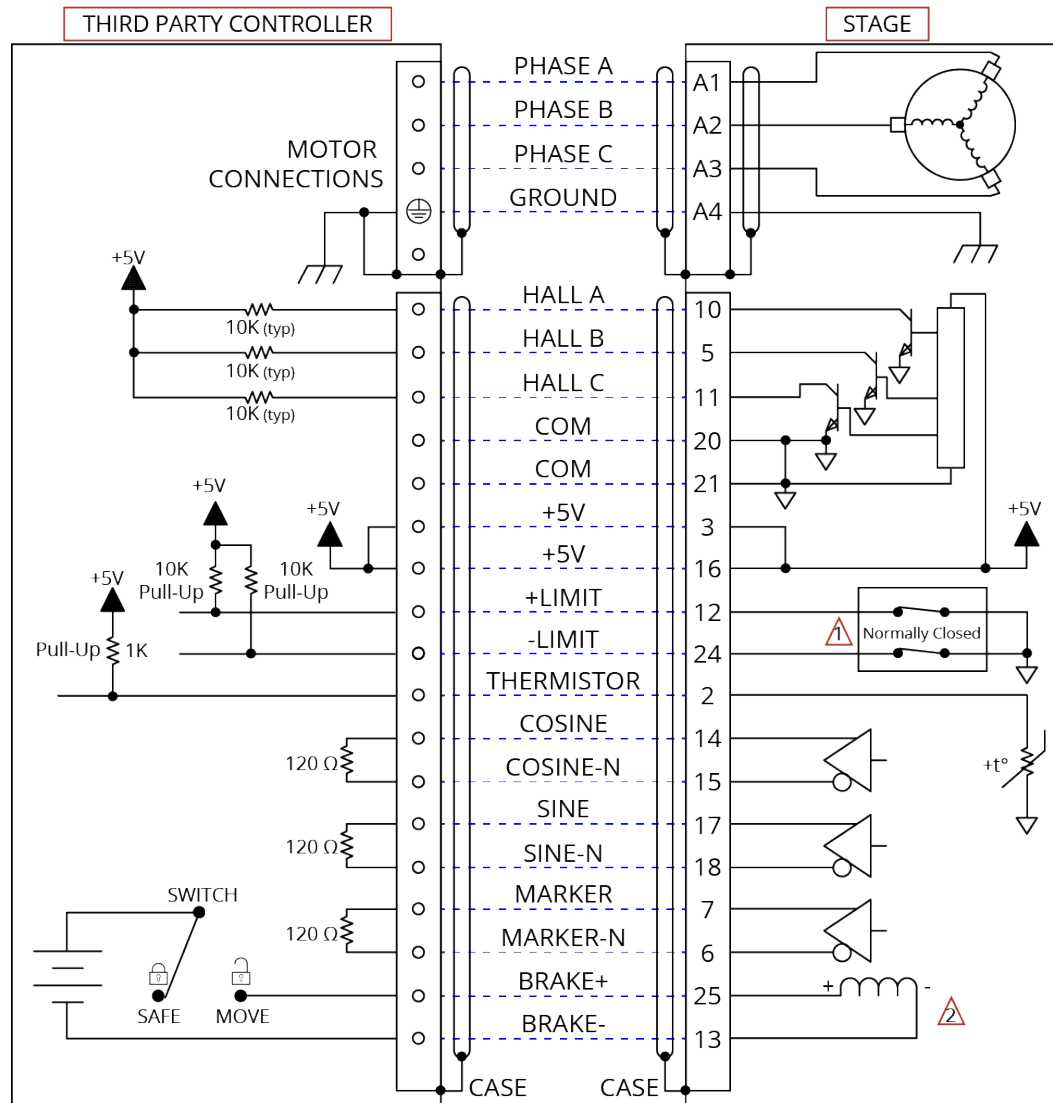 THIRD PARTY CONTROLLER
STAGE
MOTOR
CONNECTIONS
PHASE A
A1
PHASE B
A2
PHASE C
A3
GROUND
A4
+5V
10K (typ)
10K (typ)
10K (typ)
HALL A
10
HALL B
5
HALL C
11
COM
20
COM
21
+5V
3
+5V
16
+5V
+5V
+5V
+5V
10K
Pull-Up
10K
Pull-Up
Pull-Up
1K
+LIMIT
12
-LIMIT
24
1
Normally Closed
THERMISTOR
2
+t°
COSINE
14
120 Ω
COSINE-N
15
SINE
17
120 Ω
SINE-N
18
MARKER
7
120 Ω
MARKER-N
6
SWITCH
SAFE
MOVE
BRAKE+
25
+
-
2
BRAKE-
13
CASE
CASE